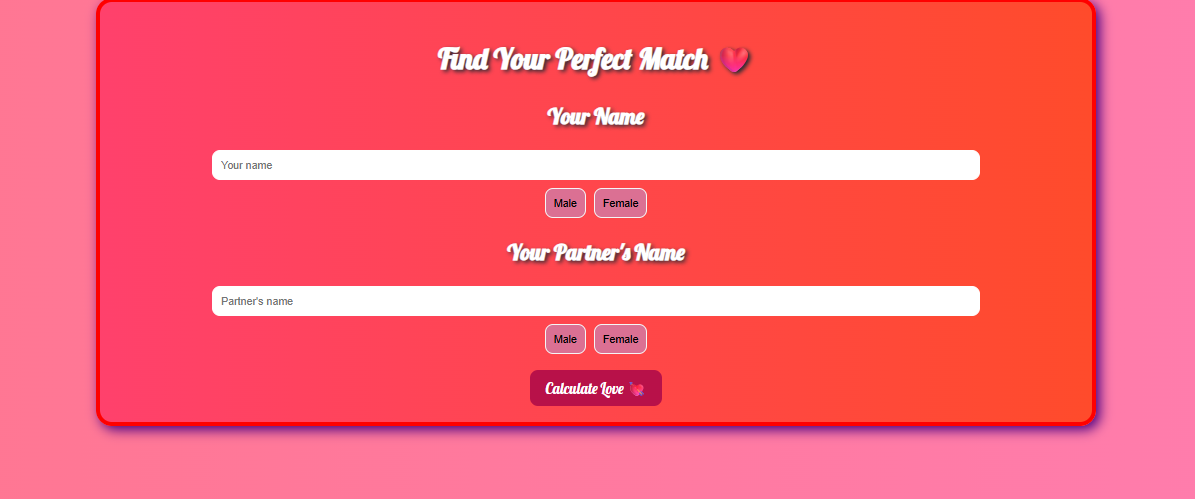 Find Your Perfect Match 💗
Your Name
Your name
Male Female
Your Partner's Name
Partner's name
Male Female
Calculate Love 💘